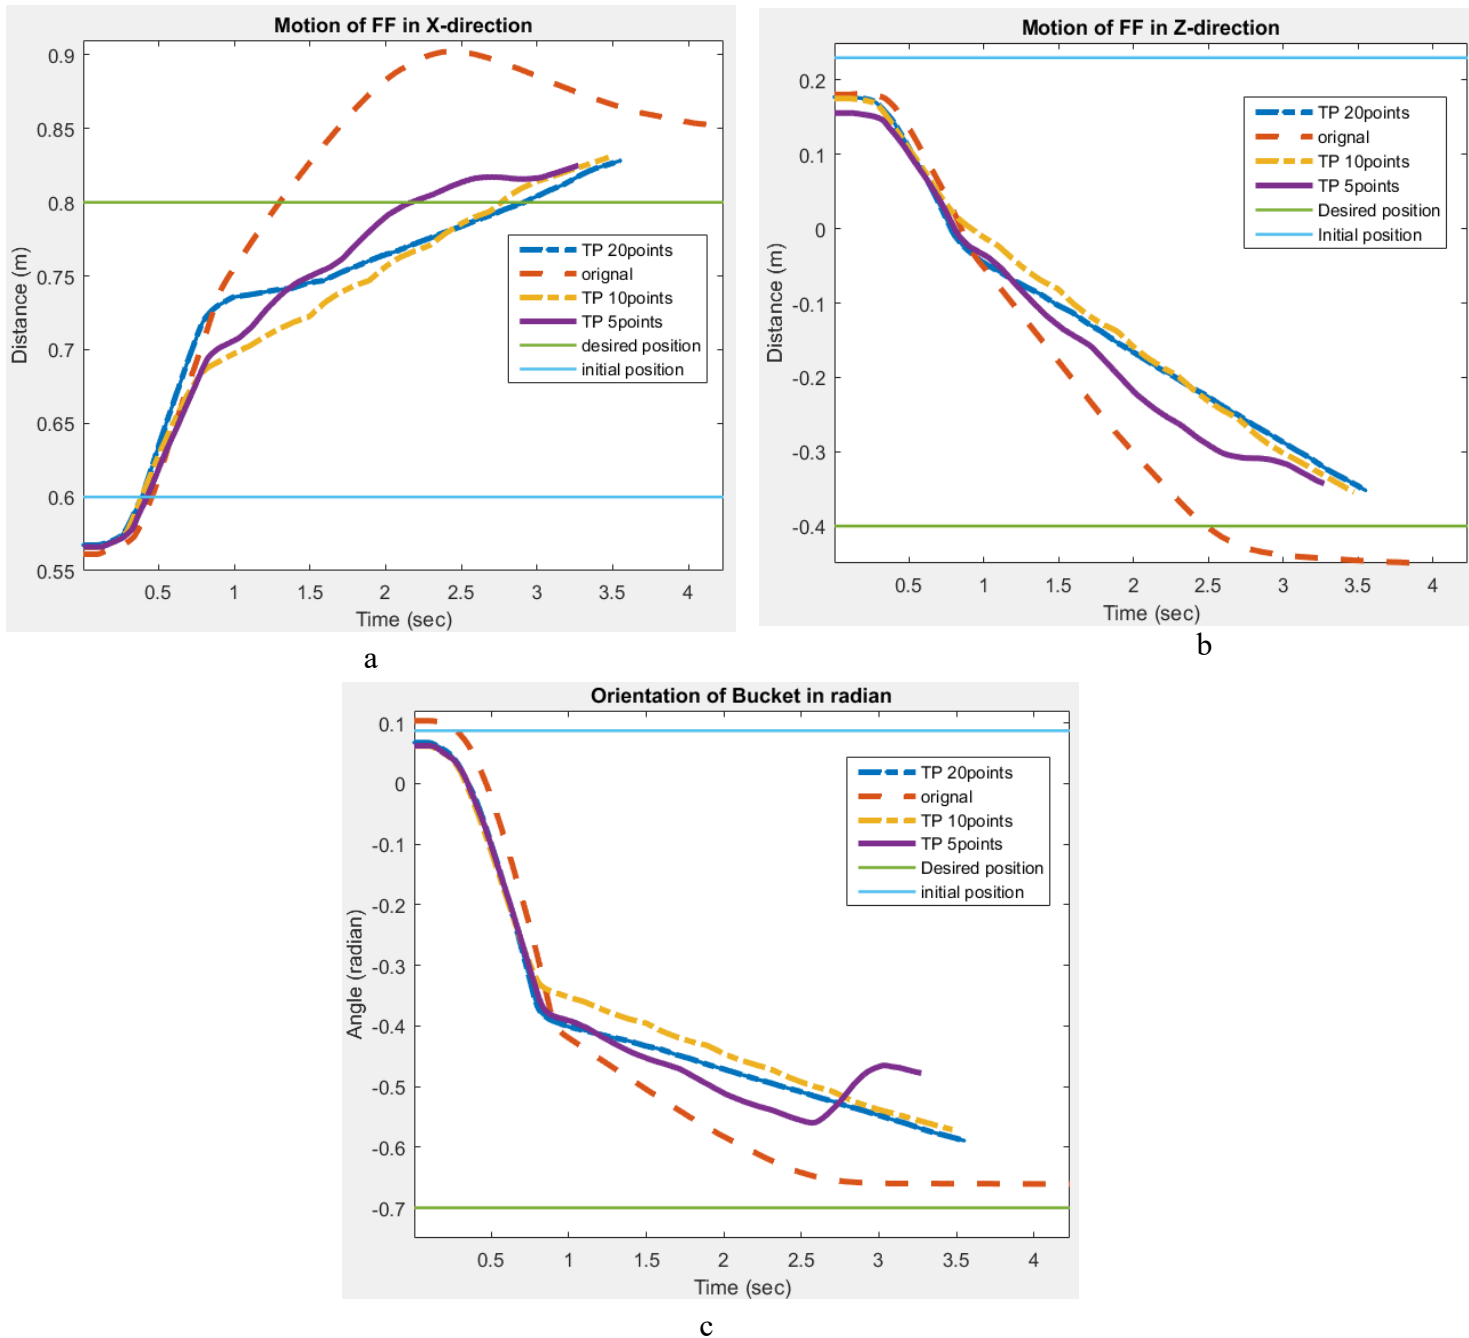 Motion of FF in X-direction
0.9
0.85
0.8
0.75
0.7
0.65
0.6
0.55
Distance (m)
TP 20points
orignal
TP 10points
TP 5points
desired position
initial position
0.5 1 1.5 2 2.5 3 3.5 4
Time (sec)
a
Motion of FF in Z-direction
0.2
0.1
0
-0.1
-0.2
-0.3
-0.4
Distance (m)
TP 20points
orignal
TP 10points
TP 5points
Desired position
Initial position
0.5 1 1.5 2 2.5 3 3.5 4
Time (sec)
b
Orientation of Bucket in radian
0.1
0
-0.1
-0.2
-0.3
-0.4
-0.5
-0.6
-0.7
Angle (radian)
TP 20points
orignal
TP 10points
TP 5points
Desired position
initial position
0.5 1 1.5 2 2.5 3 3.5 4
Time (sec)
c